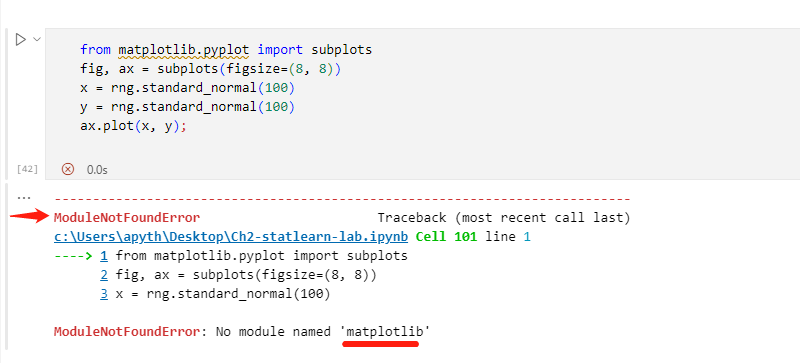 from matplotlib.pyplot import subplots
fig, ax = subplots(figsize=(8, 8))
x = rng.standard_normal(100)
y = rng.standard_normal(100)
ax.plot(x, y);
[42] 0.0s
...
---------------------------------------------------------------------------
ModuleNotFoundError Traceback (most recent call last)
c:\Users\apyth\Desktop\Ch2-statlearn-lab.ipynb Cell 101 line 1
----> 1 from matplotlib.pyplot import subplots
2 fig, ax = subplots(figsize=(8, 8))
3 x = rng.standard_normal(100)
ModuleNotFoundError: No module named 'matplotlib'